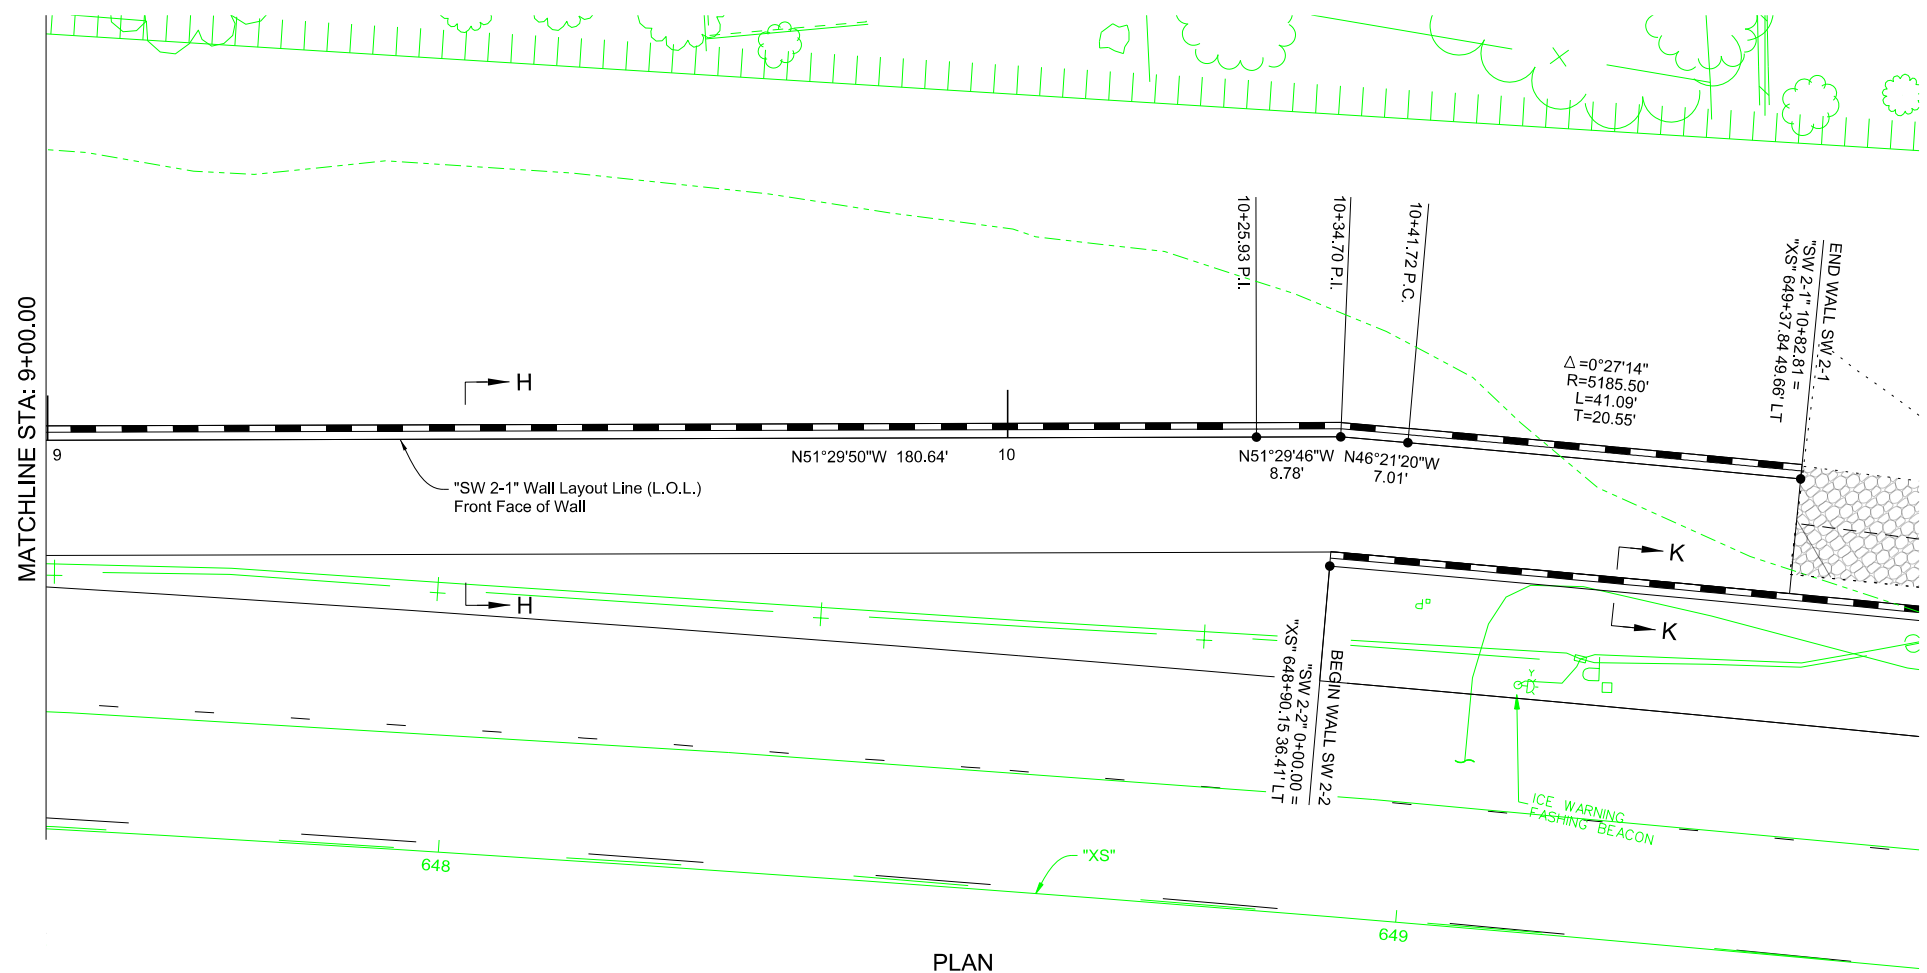 MATCHLINE STA: 9+00.00
10+25.93 P.I.
10+34.70 P.I.
10+41.72 P.C.
END WALL SW 2-1
"SW 2-1" 10+82.81 =
"XS" 649+37.84 49.66' LT
H
Δ =0°27'14"
R=5185.50'
L=41.09'
T=20.55'
9
N51°29'50"W 180.64'
10
N51°29'46"W
8.78'
N46°21'20"W
7.01'
"SW 2-1" Wall Layout Line (L.O.L.)
Front Face of Wall
K
H
K
P
P
BEGIN WALL SW 2-2
"SW 2-2" 0+00.00 =
"XS" 648+90.15 36.41' LT
ICE WARNING
FASHING BEACON
648
"XS"
649
PLAN